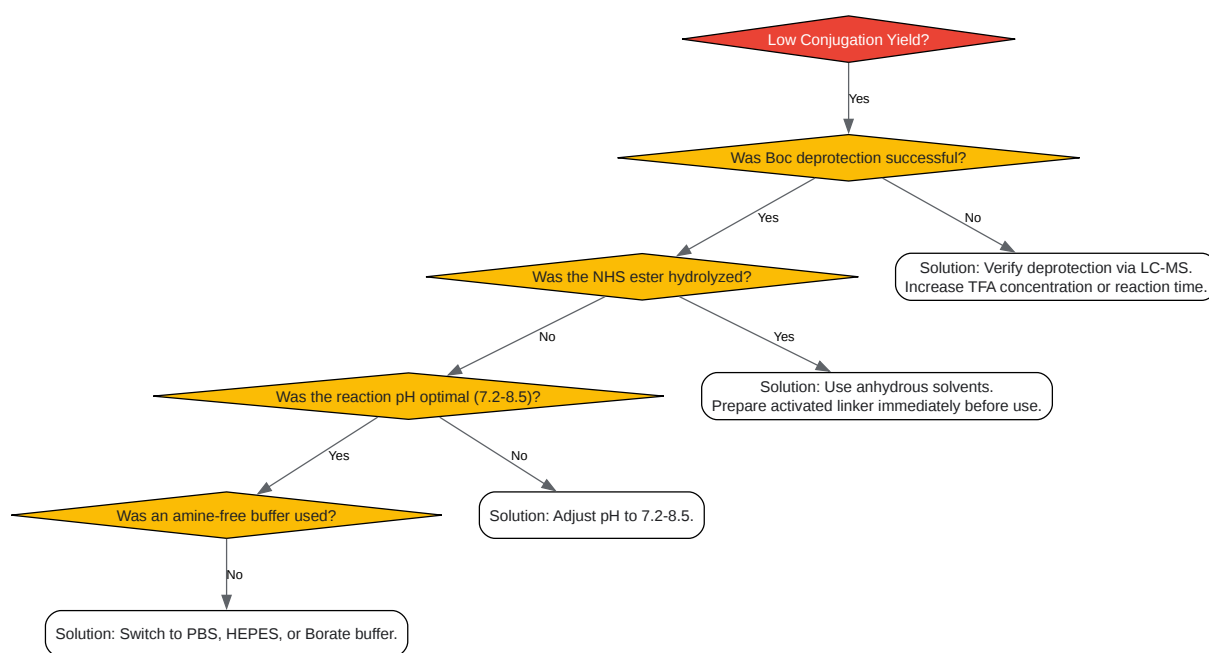 Low Conjugation Yield?
Yes
Was Boc deprotection successful?
Yes
No
Was the NHS ester hydrolyzed?
Solution: Verify deprotection via LC-MS.
Increase TFA concentration or reaction time.
No
Yes
Was the reaction pH optimal (7.2-8.5)?
Solution: Use anhydrous solvents.
Prepare activated linker immediately before use.
Yes
No
Was an amine-free buffer used?
Solution: Adjust pH to 7.2-8.5.
No
Solution: Switch to PBS, HEPES, or Borate buffer.